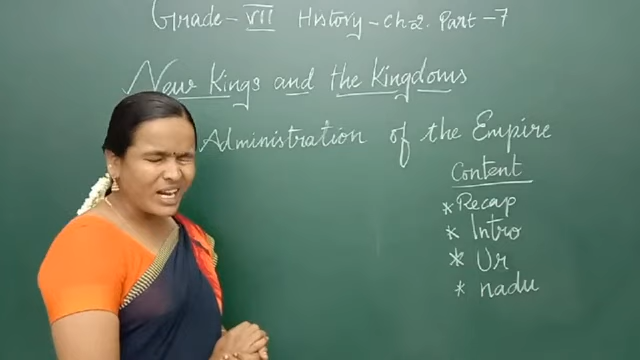 Grade - VII History - Ch-2. Part - 7
New Kings and the Kingdoms
Administration of the Empire
Content
* Recap
* Intro
* Ur
* nadu